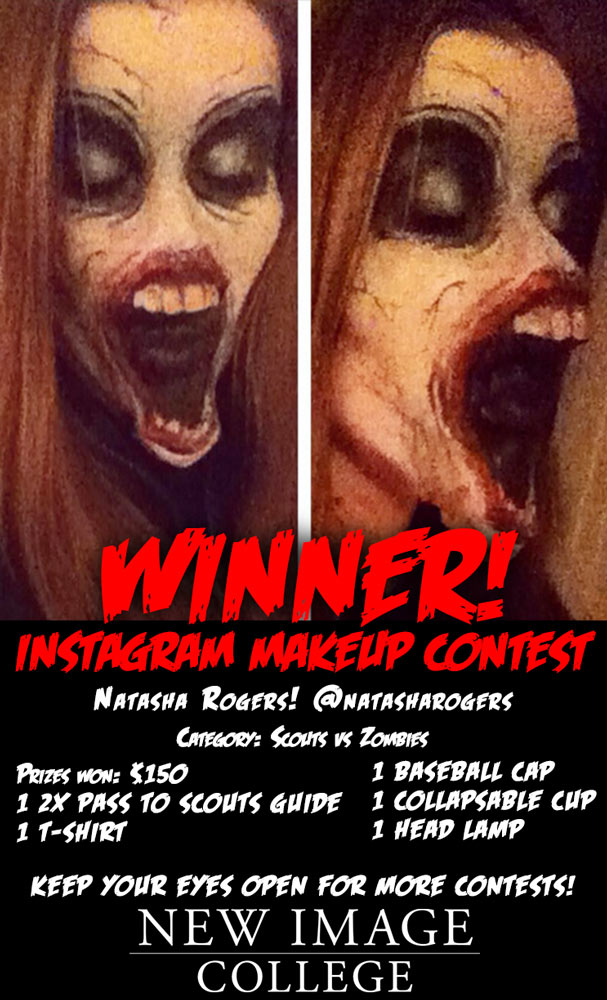 WINNER!
INSTAGRAM MAKEUP CONTEST
NATASHA ROGERS! @NATASHAROGERS
CATEGORY: SCOUTS VS ZOMBIES
PRIZES WON: $150
1 2X PASS TO SCOUTS GUIDE
1 T-SHIRT
1 BASEBALL CAP
1 COLLAPSABLE CUP
1 HEAD LAMP
KEEP YOUR EYES OPEN FOR MORE CONTESTS!
NEW IMAGE
COLLEGE